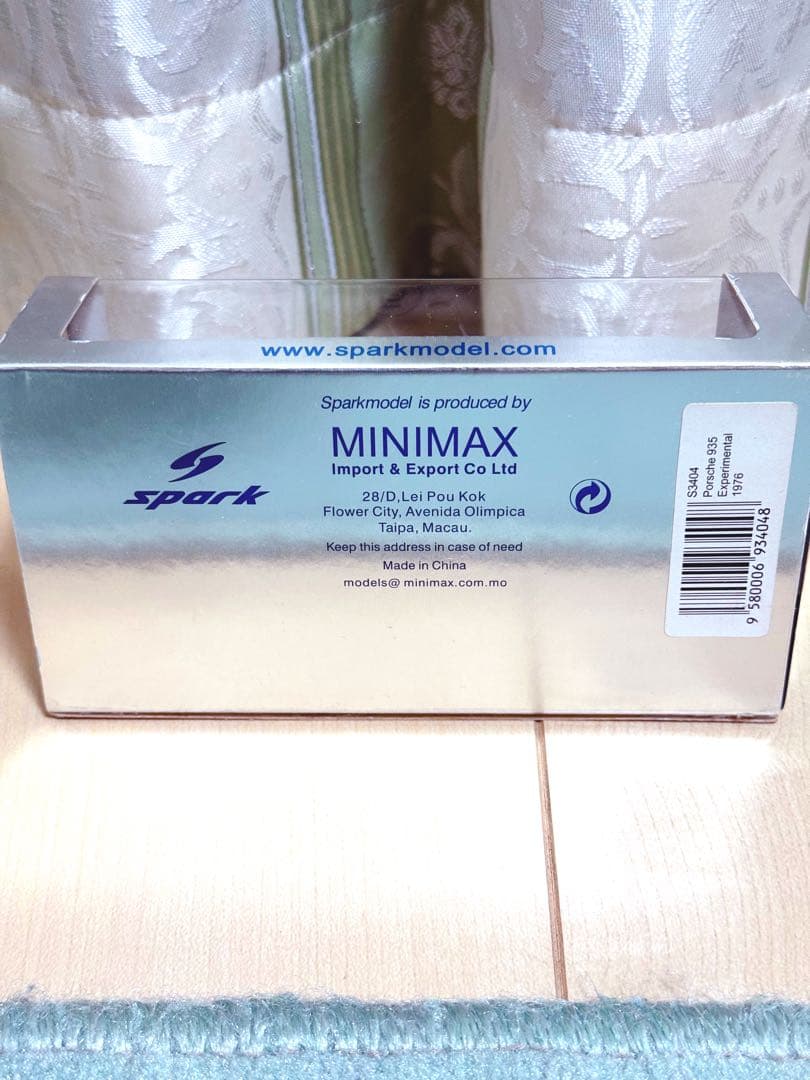 www.sparkmodel.com
Sparkmodel is produced by
MINIMAX
Import & Export Co Ltd
28/D,Lei Pou Kok
Flower City, Avenida Olimpica
Taipa, Macau.
Keep this address in case of need
Made in China
models@ minimax.com.mo
spark
S3404
Porsche 935
Experimental
1976
9 580006 934048